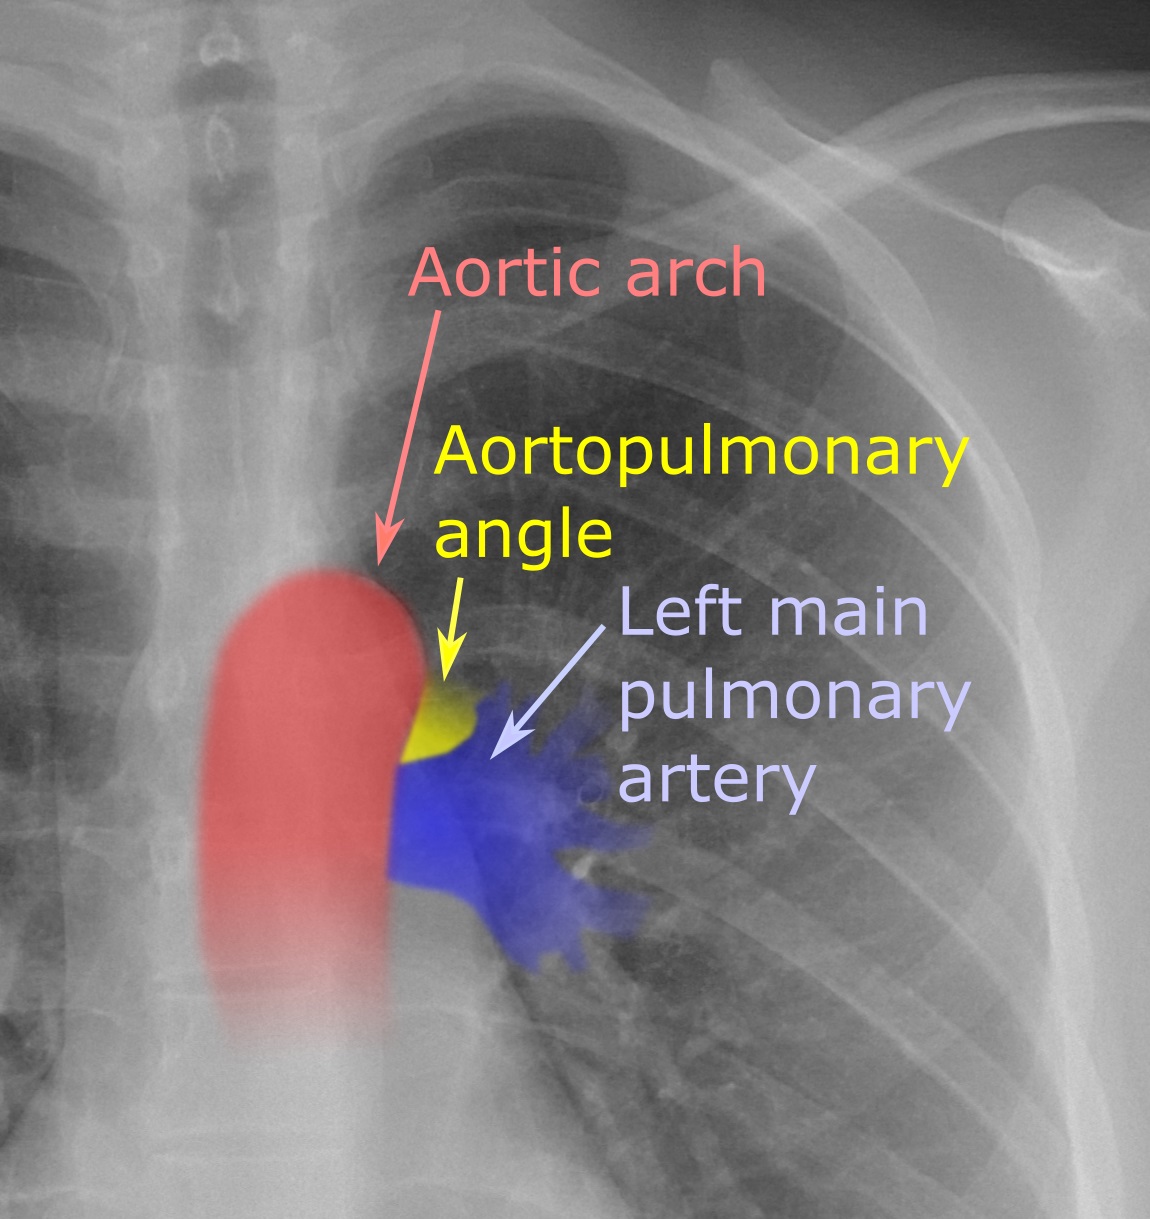 Aortic arch
Aortopulmonary
angle
Left main
pulmonary
artery